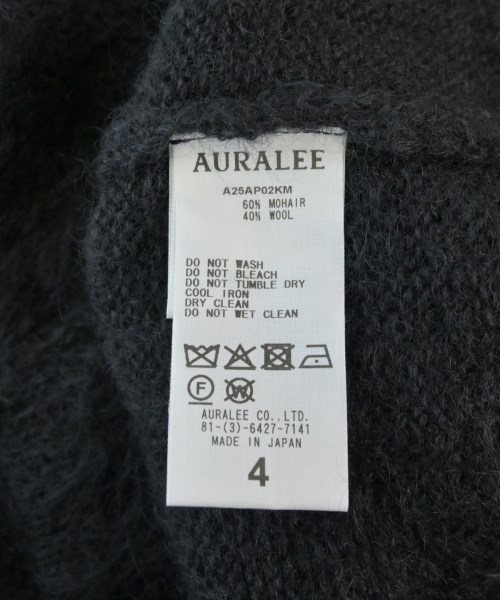 AURALEE
A25AP02KM
60% MOHAIR
40% WOOL
DO NOT WASH
DO NOT BLEACH
DO NOT TUMBLE DRY
COOL IRON
DRY CLEAN
DO NOT WET CLEAN
F W
AURALEE CO.,LTD.
81-(3)-6427-7141
MADE IN JAPAN
4